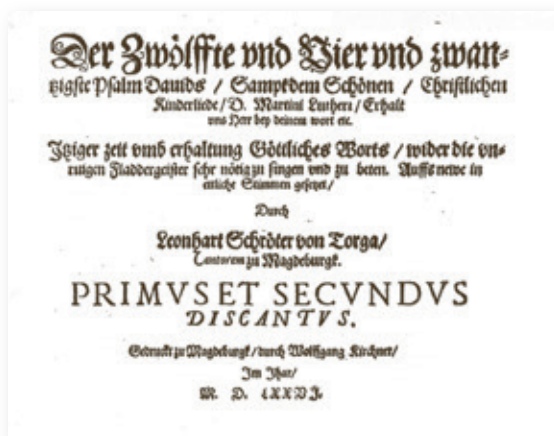 Der Zwölffte vnd Vier vnd zwan-
tzigste Psalm Dauids / Sampt dem Schönen / Christlichen
Kinderliede / D. Martini Lutheri / Erhalt
vns Herr bey deinem wort etc.
Itziger zeit vmb erhaltung Göttliches Worts / wider die vn-
ruigen Fladdergeister sehr nötig zu singen vnd zu beten. Auffs newe in
etliche Stimmen gesetzet /
Durch
Leonhart Schröter von Torga /
Cantorem zu Magdeburgk.
PRIMVS ET SECVNDVS
DISCANTVS.
Gedruckt zu Magdeburgk / durch Wolffgang Kirchner /
Im Jhar /
M. D. LXXVI.